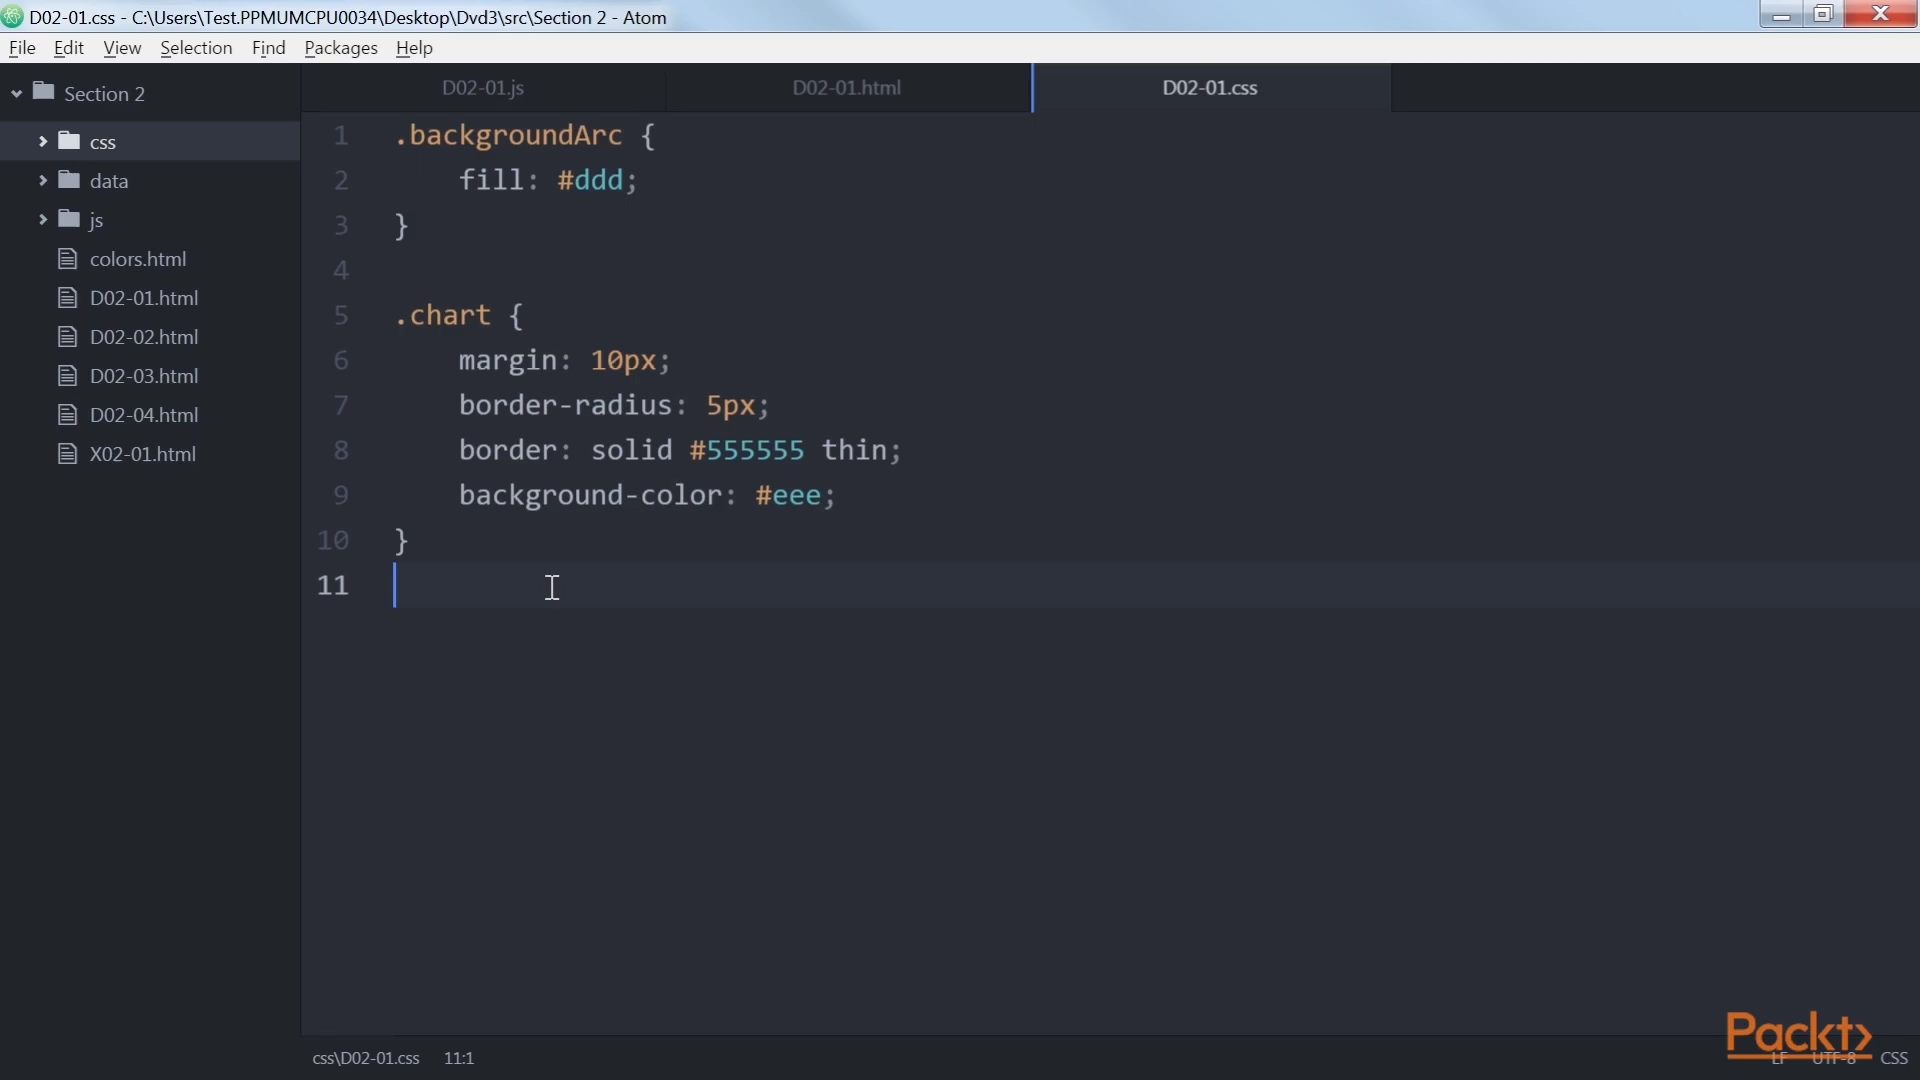 D02-01.css - C:\Users\Test.PPMUMCPU0034\Desktop\Dvd3\src\Section 2 - Atom
File Edit View Selection Find Packages Help
Section 2
css
data
js
colors.html
D02-01.html
D02-02.html
D02-03.html
D02-04.html
X02-01.html
D02-01.js D02-01.html D02-01.css
1 .backgroundArc {
2 fill: #ddd;
3 }
4
5 .chart {
6 margin: 10px;
7 border-radius: 5px;
8 border: solid #555555 thin;
9 background-color: #eee;
10 }
11
Packt
css\D02-01.css 11:1 LF UTF-8 CSS